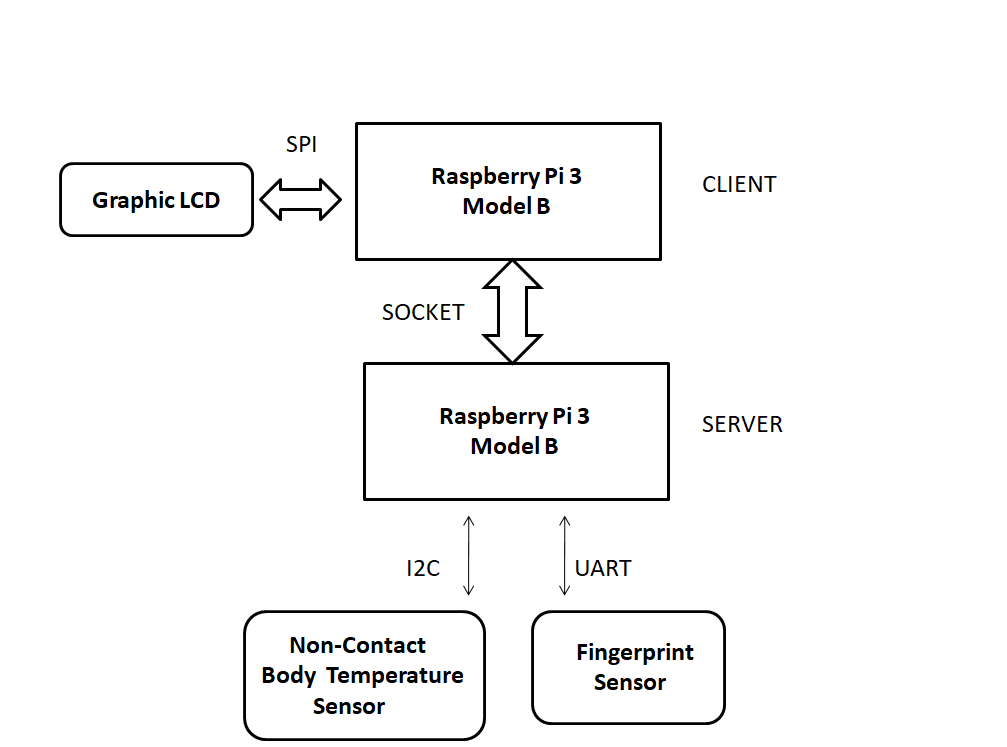 SPI
Graphic LCD
Raspberry Pi 3
Model B
CLIENT
SOCKET
Raspberry Pi 3
Model B
SERVER
I2C
UART
Non-Contact
Body Temperature
Sensor
Fingerprint
Sensor